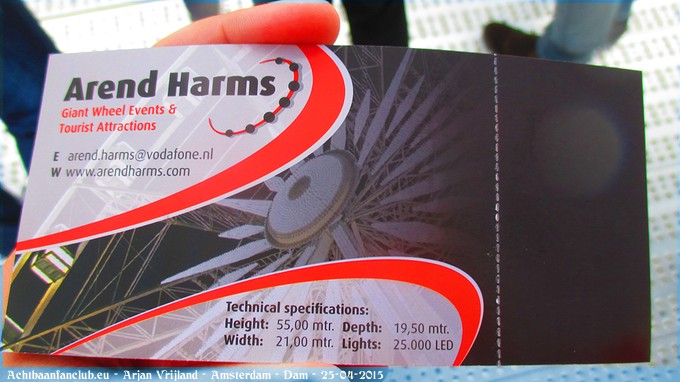 Arend Harms
Giant Wheel Events &
Tourist Attractions
E arend.harms@vodafone.nl
W www.arendharms.com
Technical specifications:
Height: 55,00 mtr. Depth: 19,50 mtr.
Width: 21,00 mtr. Lights: 25.000 LED
Achtbaanfanclub.eu - Arjan Vrijland - Amsterdam - Dam - 25-04-2015